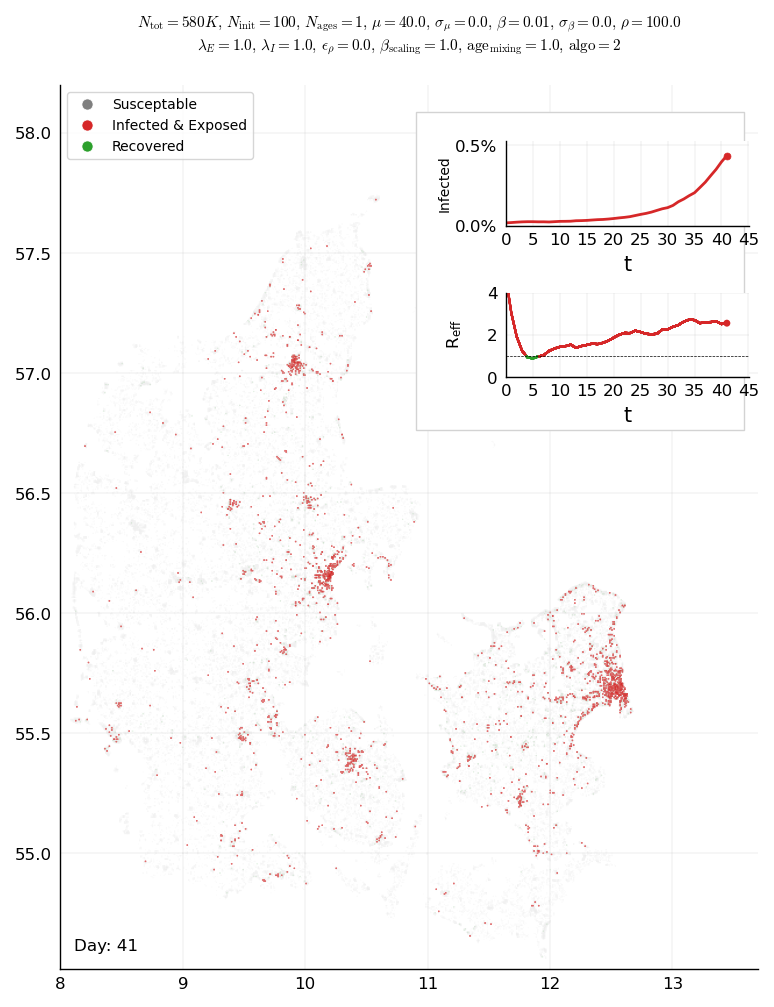 N_tot = 580K, N_init = 100, N_ages = 1, μ = 40.0, σ_μ = 0.0, β = 0.01, σ_β = 0.0, ρ = 100.0
λ_E = 1.0, λ_I = 1.0, ϵ_ρ = 0.0, β_scaling = 1.0, age_mixing = 1.0, algo = 2
Susceptable
Infected & Exposed
Recovered
0.5%
0.0%
Infected
0 5 10 15 20 25 30 35 40 45
t
4
2
0
R_eff
0 5 10 15 20 25 30 35 40 45
t
58.0
57.5
57.0
56.5
56.0
55.5
55.0
Day: 41
8 9 10 11 12 13